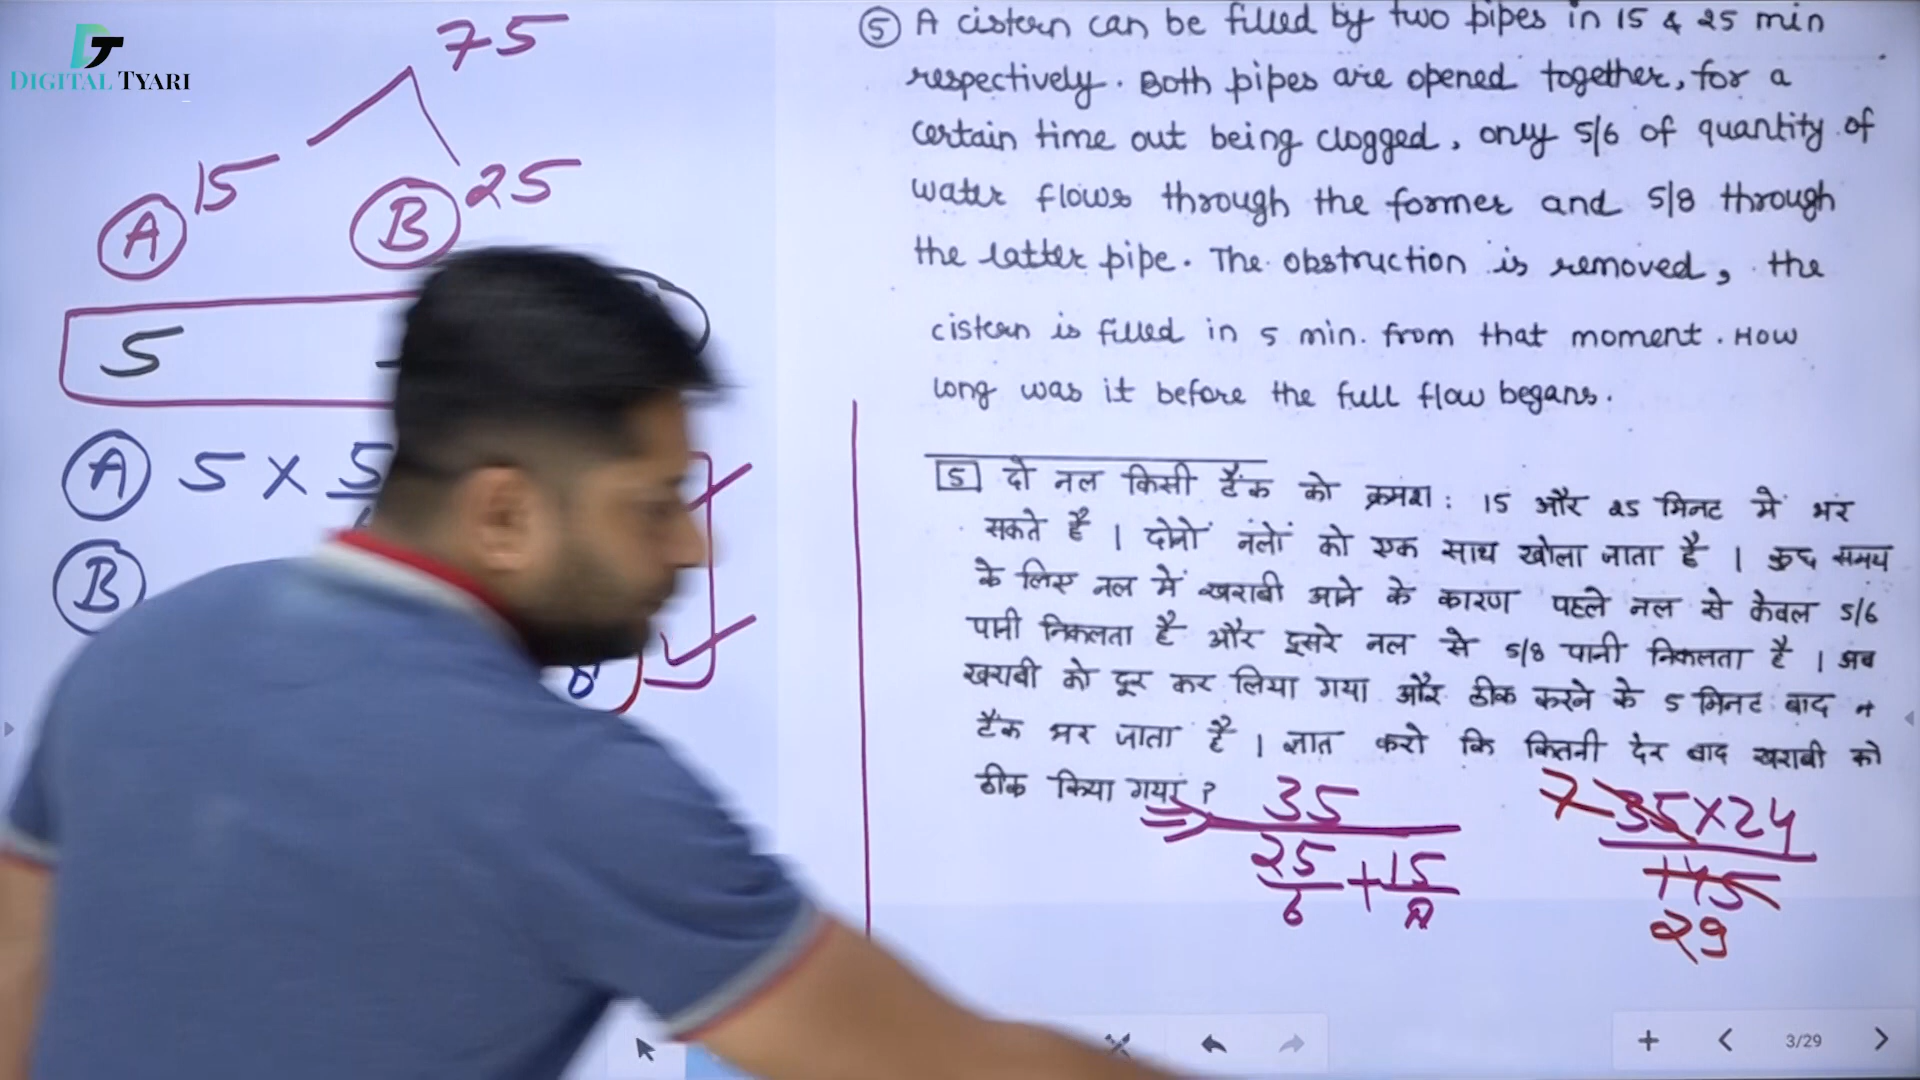 DT
DIGITAL TYARI
75
15
25
A
B
5
A 5 × 5
B
8
⑤ A cistern can be filled by two pipes in 15 & 25 min
respectively. Both pipes are opened together, for a
certain time out being clogged, only 5/6 of quantity of
water flows through the former and 5/8 through
the latter pipe. The obstruction is removed, the
cistern is filled in 5 min. from that moment. How
long was it before the full flow begans.
5 दो नल किसी टैंक को क्रमश: 15 और 25 मिनट में भर
सकते है । दोनों नलों को एक साथ खोला जाता है । कुछ समय
के लिए नल में खराबी आने के कारण पहले नल से केवल 5/6
पानी निकलता है और दूसरे नल से 5/8 पानी निकलता है । अब
खराबी को दूर कर लिया गया और ठीक करने के 5 मिनट बाद
टैंक भर जाता है । ज्ञात करो कि कितनी देर बाद खराबी को
ठीक किया गया ?
35
25 + 15
6
7 35×24
145
29
3/29